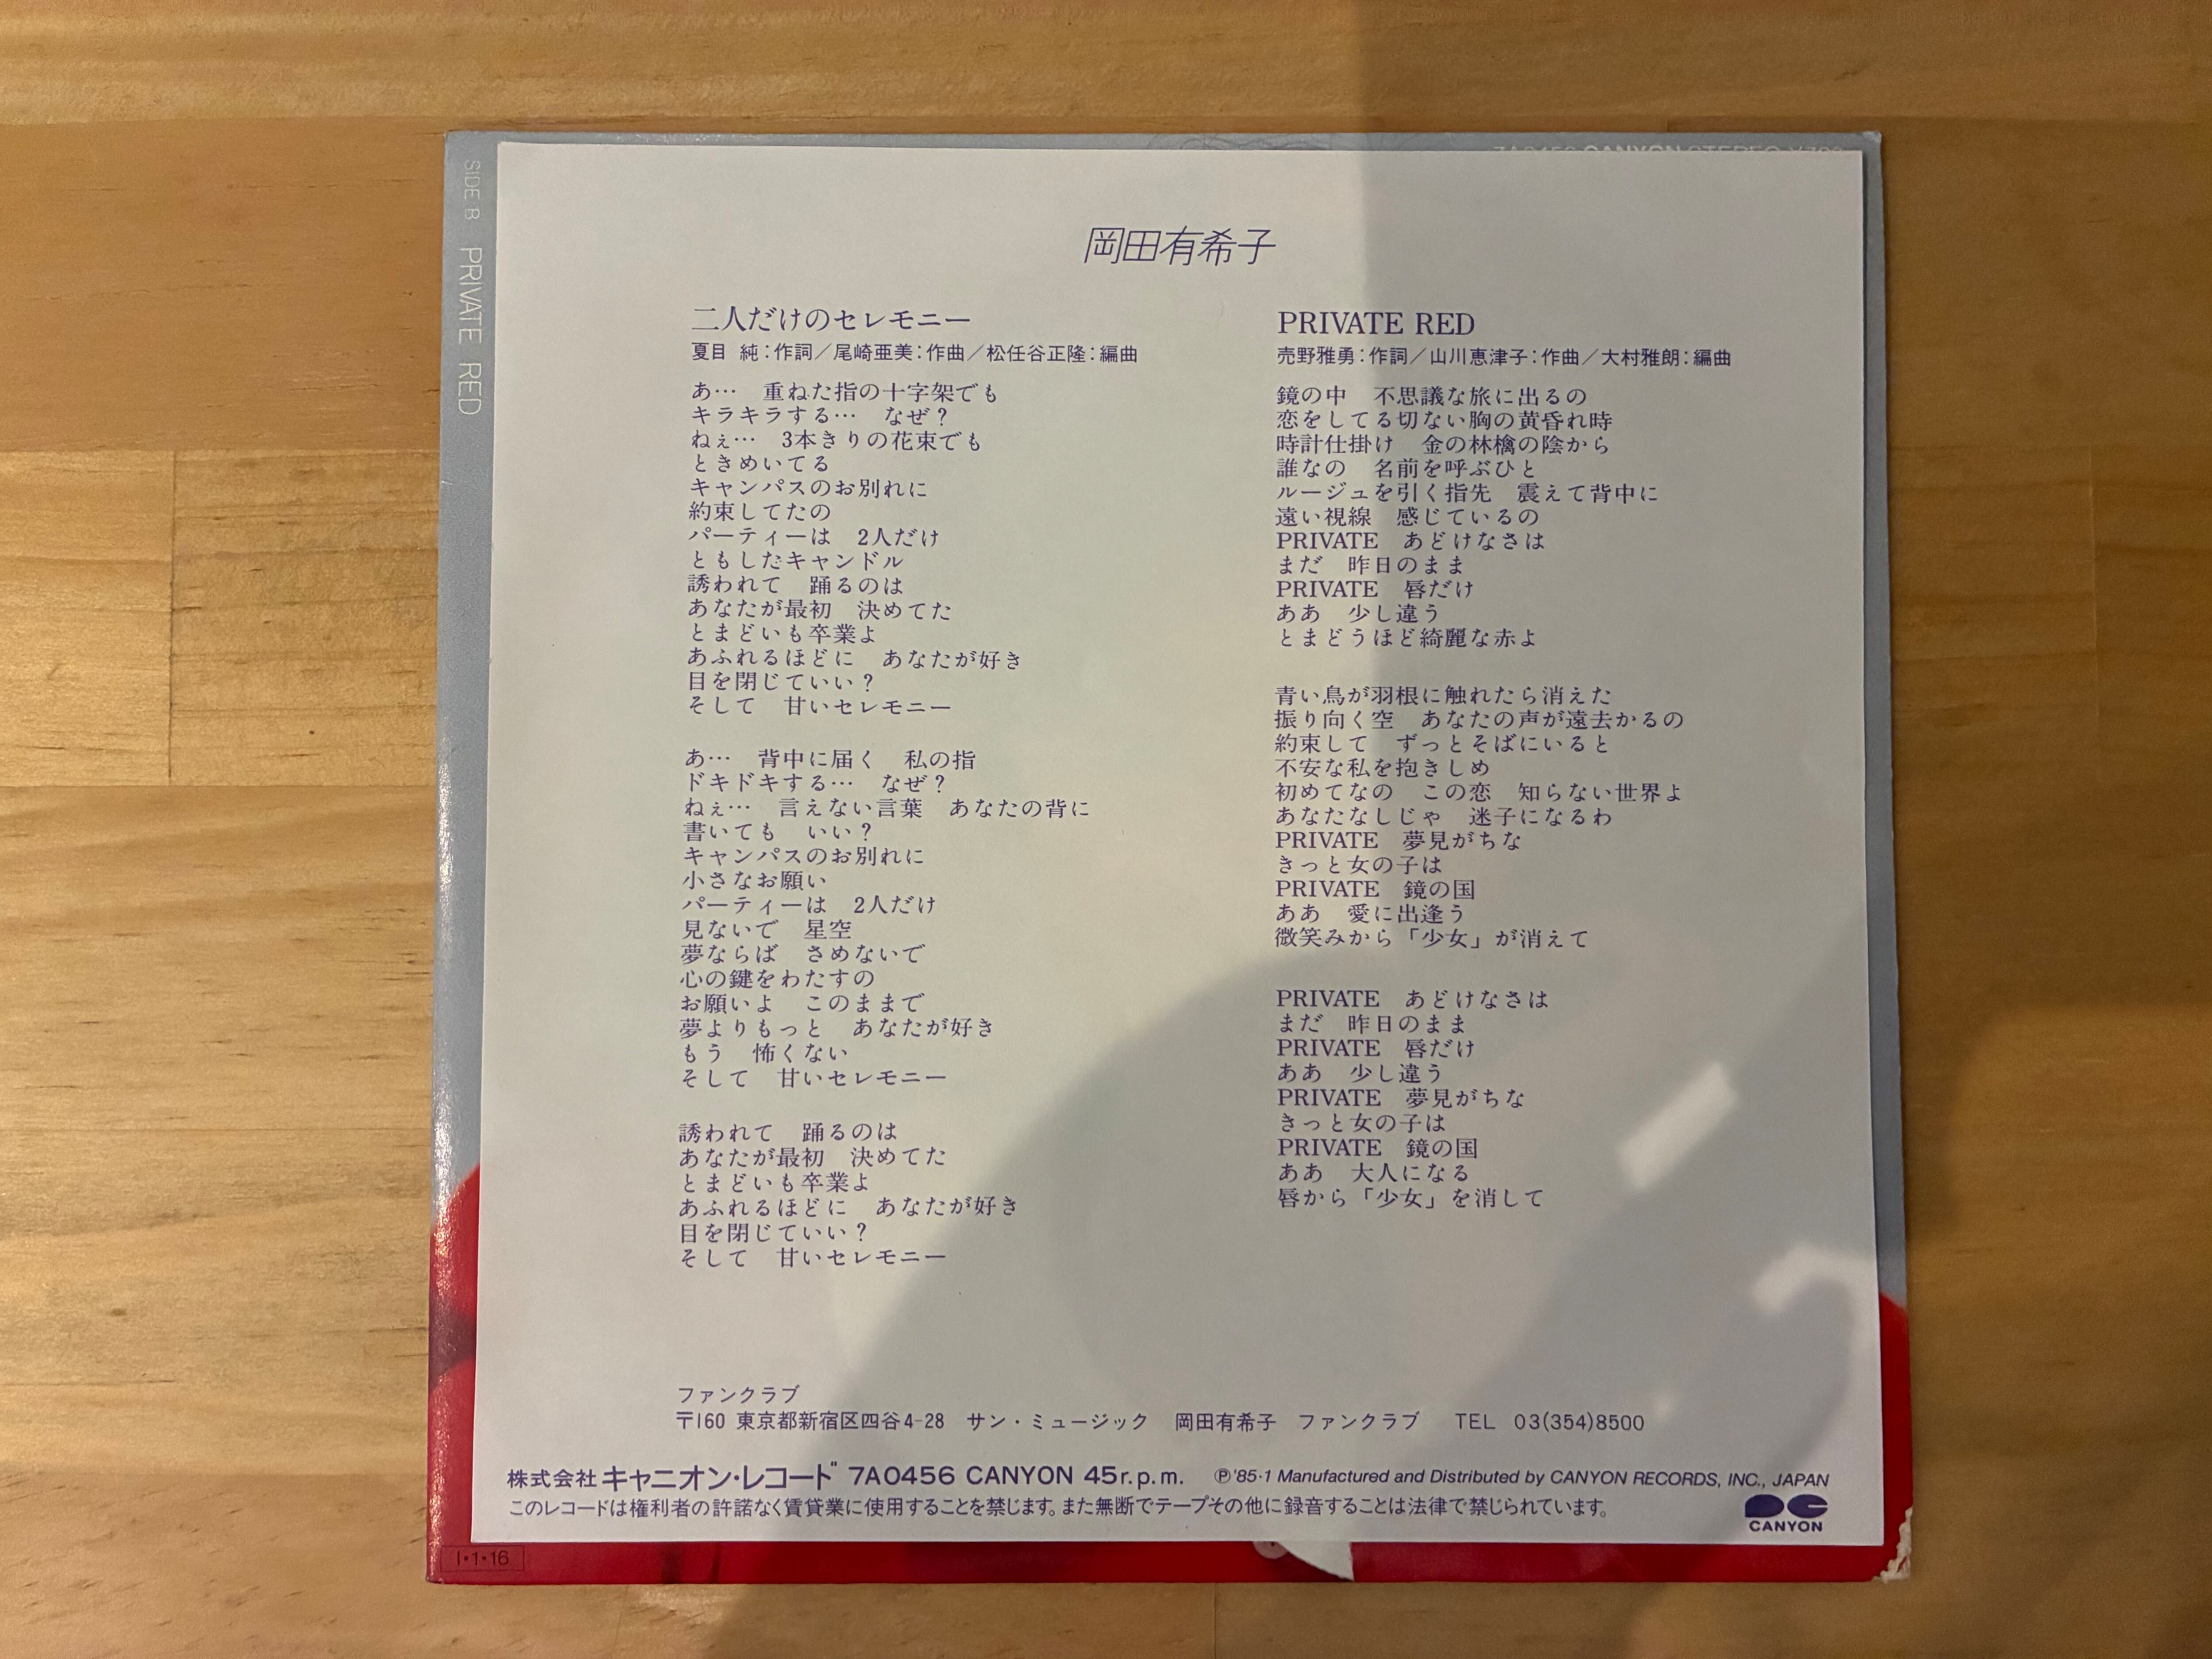 SIDE B PRIVATE RED
岡田有希子
二人だけのセレモニー
夏目 純:作詞/尾崎亜美:作曲/松任谷正隆:編曲
あ… 重ねた指の十字架でも
キラキラする… なぜ?
ねぇ… 3本きりの花束でも
ときめいてる
キャンパスのお別れに
約束してたの
パーティーは 2人だけ
ともしたキャンドル
誘われて 踊るのは
あなたが最初 決めてた
とまどいも卒業よ
あふれるほどに あなたが好き
目を閉じていい?
そして 甘いセレモニー
あ… 背中に届く 私の指
ドキドキする… なぜ?
ねぇ… 言えない言葉 あなたの背に
書いても いい?
キャンパスのお別れに
小さなお願い
パーティーは 2人だけ
見ないで 星空
夢ならば さめないで
心の鍵をわたすの
お願いよ このままで
夢よりもっと あなたが好き
もう 怖くない
そして 甘いセレモニー
誘われて 踊るのは
あなたが最初 決めてた
とまどいも卒業よ
あふれるほどに あなたが好き
目を閉じていい?
そして 甘いセレモニー
PRIVATE RED
売野雅勇:作詞/山川恵津子:作曲/大村雅朗:編曲
鏡の中 不思議な旅に出るの
恋をしてる切ない胸の黄昏れ時
時計仕掛け 金の林檎の陰から
誰なの 名前を呼ぶひと
ルージュを引く指先 震えて背中に
遠い視線 感じているの
PRIVATE あどけなさは
まだ 昨日のまま
PRIVATE 唇だけ
ああ 少し違う
とまどうほど綺麗な赤よ
青い鳥が羽根に触れたら消えた
振り向く空 あなたの声が遠去かるの
約束して ずっとそばにいると
不安な私を抱きしめ
初めてなの この恋 知らない世界よ
あなたなしじゃ 迷子になるわ
PRIVATE 夢見がちな
きっと女の子は
PRIVATE 鏡の国
ああ 愛に出逢う
微笑みから「少女」が消えて
PRIVATE あどけなさは
まだ 昨日のまま
PRIVATE 唇だけ
ああ 少し違う
PRIVATE 夢見がちな
きっと女の子は
PRIVATE 鏡の国
ああ 大人になる
唇から「少女」を消して
ファンクラブ
〒160 東京都新宿区四谷4-28 サン・ミュージック 岡田有希子 ファンクラブ TEL 03(354)8500
株式会社キャニオン・レコード 7A0456 CANYON 45r.p.m. Ⓟ'85・1 Manufactured and Distributed by CANYON RECORDS, INC., JAPAN
このレコードは権利者の許諾なく賃貸業に使用することを禁じます。また無断でテープその他に録音することは法律で禁じられています。
CANYON
1・1・16